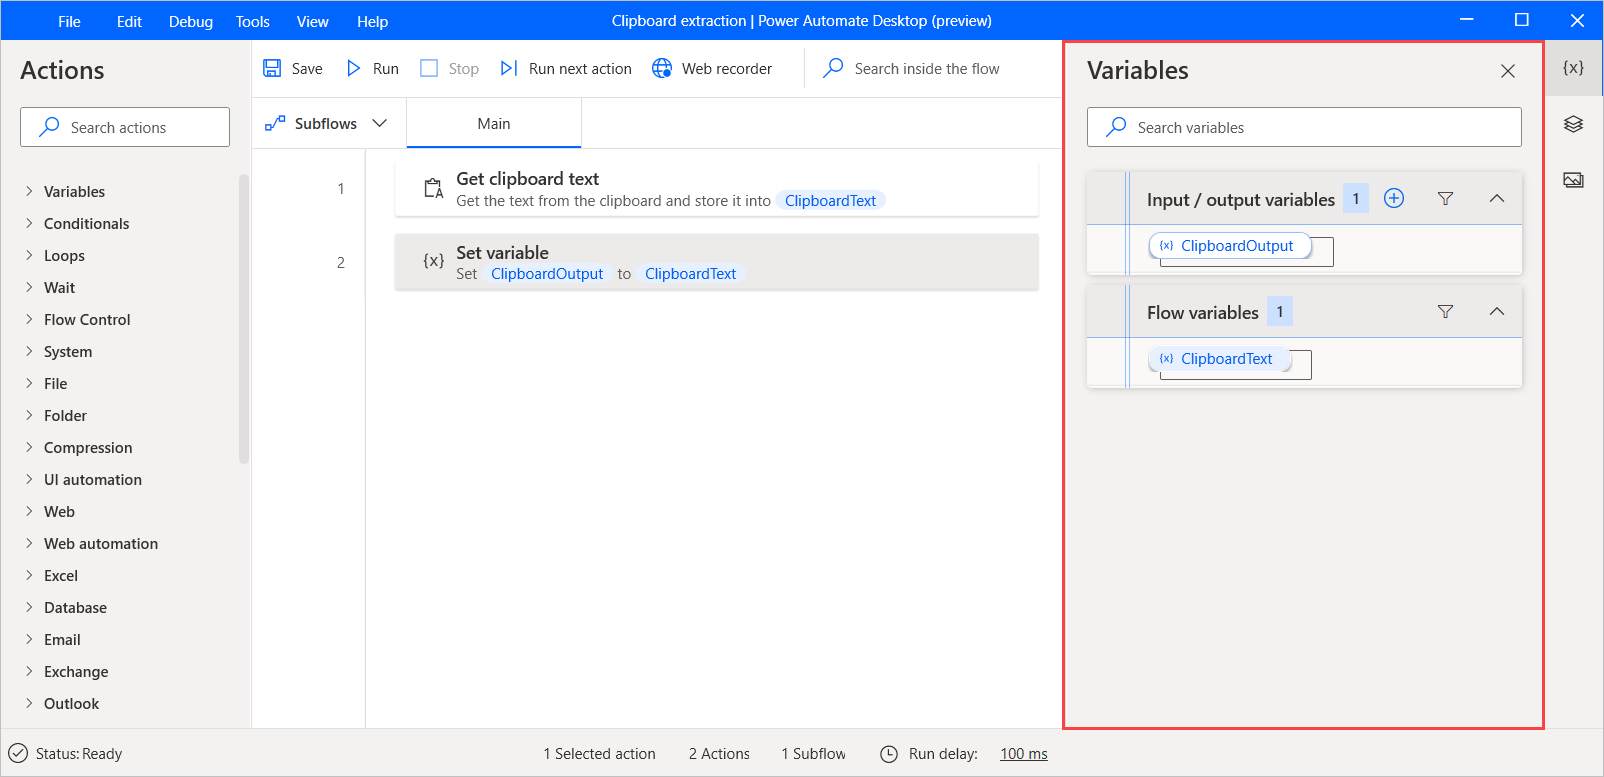 File Edit Debug Tools View Help Clipboard extraction | Power Automate Desktop (preview)
Actions
Search actions
Variables
Conditionals
Loops
Wait
Flow Control
System
File
Folder
Compression
UI automation
Web
Web automation
Excel
Database
Email
Exchange
Outlook
Save Run Stop Run next action Web recorder Search inside the flow
Subflows Main
1 Get clipboard text
Get the text from the clipboard and store it into ClipboardText
2 Set variable
Set ClipboardOutput to ClipboardText
Variables
{x}
Search variables
Input / output variables 1
{x} ClipboardOutput
Flow variables 1
{x} ClipboardText
Status: Ready 1 Selected action 2 Actions 1 Subflow Run delay: 100 ms